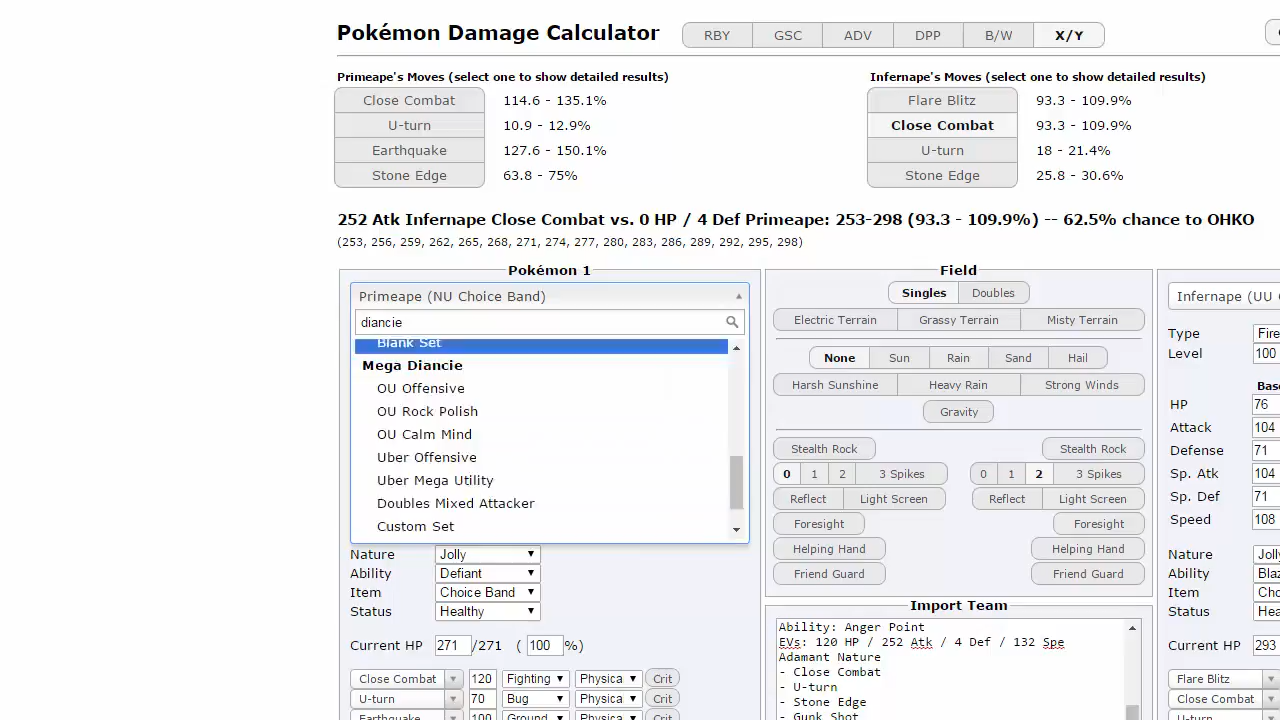 Pokémon Damage Calculator
RBY GSC ADV DPP B/W X/Y
Primeape's Moves (select one to show detailed results)
Close Combat 114.6 - 135.1%
U-turn 10.9 - 12.9%
Earthquake 127.6 - 150.1%
Stone Edge 63.8 - 75%
Infernape's Moves (select one to show detailed results)
Flare Blitz 93.3 - 109.9%
Close Combat 93.3 - 109.9%
U-turn 18 - 21.4%
Stone Edge 25.8 - 30.6%
252 Atk Infernape Close Combat vs. 0 HP / 4 Def Primeape: 253-298 (93.3 - 109.9%) -- 62.5% chance to OHKO
(253, 256, 259, 262, 265, 268, 271, 274, 277, 280, 283, 286, 289, 292, 295, 298)
Pokémon 1
Primeape (NU Choice Band)
diancie
Blank Set
Mega Diancie
OU Offensive
OU Rock Polish
OU Calm Mind
Uber Offensive
Uber Mega Utility
Doubles Mixed Attacker
Custom Set
Nature Jolly
Ability Defiant
Item Choice Band
Status Healthy
Current HP 271 /271 ( 100 %)
Close Combat 120 Fighting Physica Crit
U-turn 70 Bug Physica Crit
Earthquake 100 Ground Physica Crit
Field
Singles Doubles
Electric Terrain Grassy Terrain Misty Terrain
None Sun Rain Sand Hail
Harsh Sunshine Heavy Rain Strong Winds
Gravity
Stealth Rock Stealth Rock
0 1 2 3 Spikes 0 1 2 3 Spikes
Reflect Light Screen Reflect Light Screen
Foresight Foresight
Helping Hand Helping Hand
Friend Guard Friend Guard
Import Team
Ability: Anger Point
EVs: 120 HP / 252 Atk / 4 Def / 132 Spe
Adamant Nature
- Close Combat
- U-turn
- Stone Edge
- Gunk Shot
Infernape (UU
Type Fire
Level 100
Base
HP 76
Attack 104
Defense 71
Sp. Atk 104
Sp. Def 71
Speed 108
Nature Jolly
Ability Blaz
Item Cho
Status Hea
Current HP 293
Flare Blitz
Close Combat
U-turn